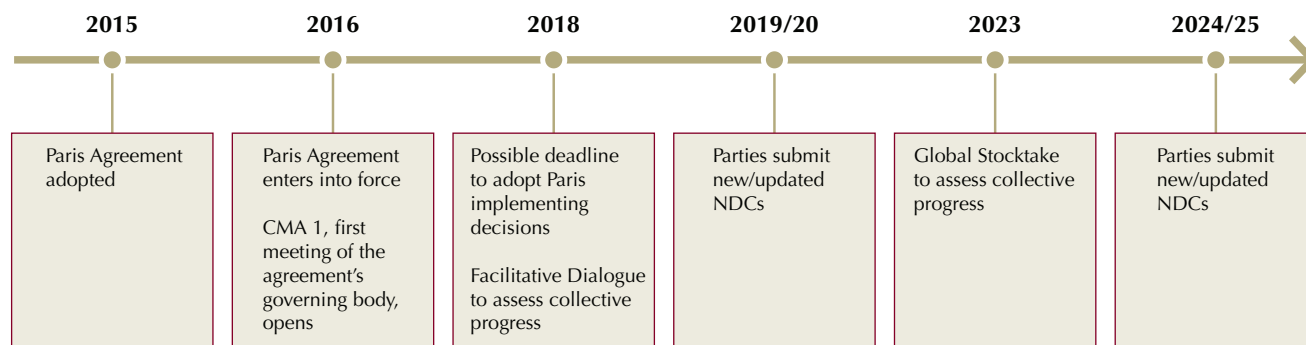 2015
2016
2018
2019/20
2023
2024/25
Paris Agreement
adopted
Paris Agreement
enters into force
CMA 1, first
meeting of the
agreement’s
governing body,
opens
Possible deadline
to adopt Paris
implementing
decisions
Facilitative Dialogue
to assess collective
progress
Parties submit
new/updated
NDCs
Global Stocktake
to assess collective
progress
Parties submit
new/updated
NDCs